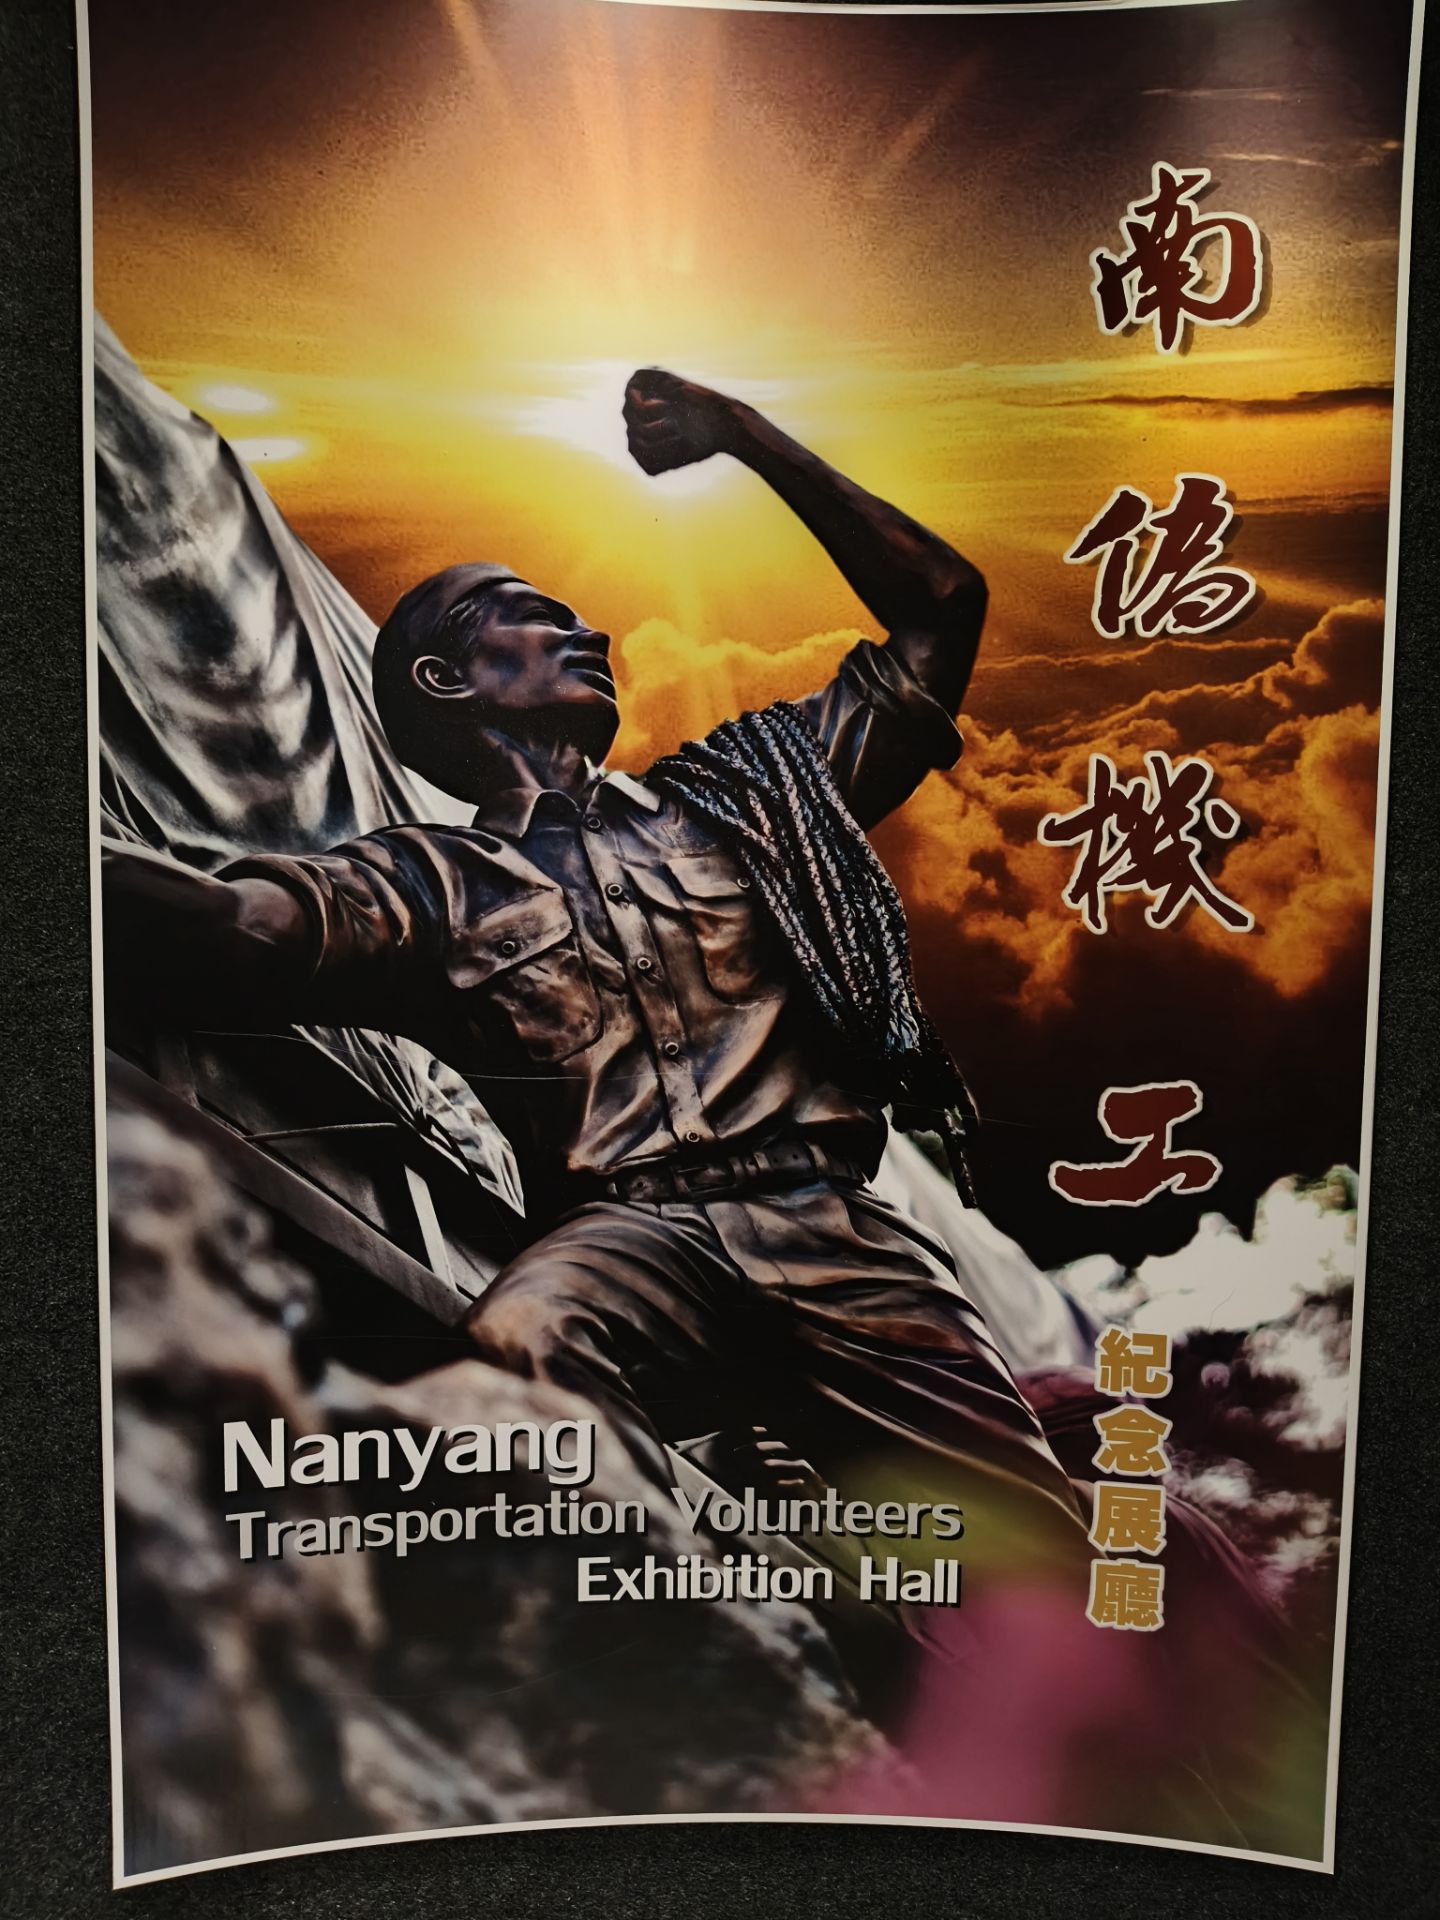 南僑機工
紀念展廳
Nanyang
Transportation Volunteers
Exhibition Hall